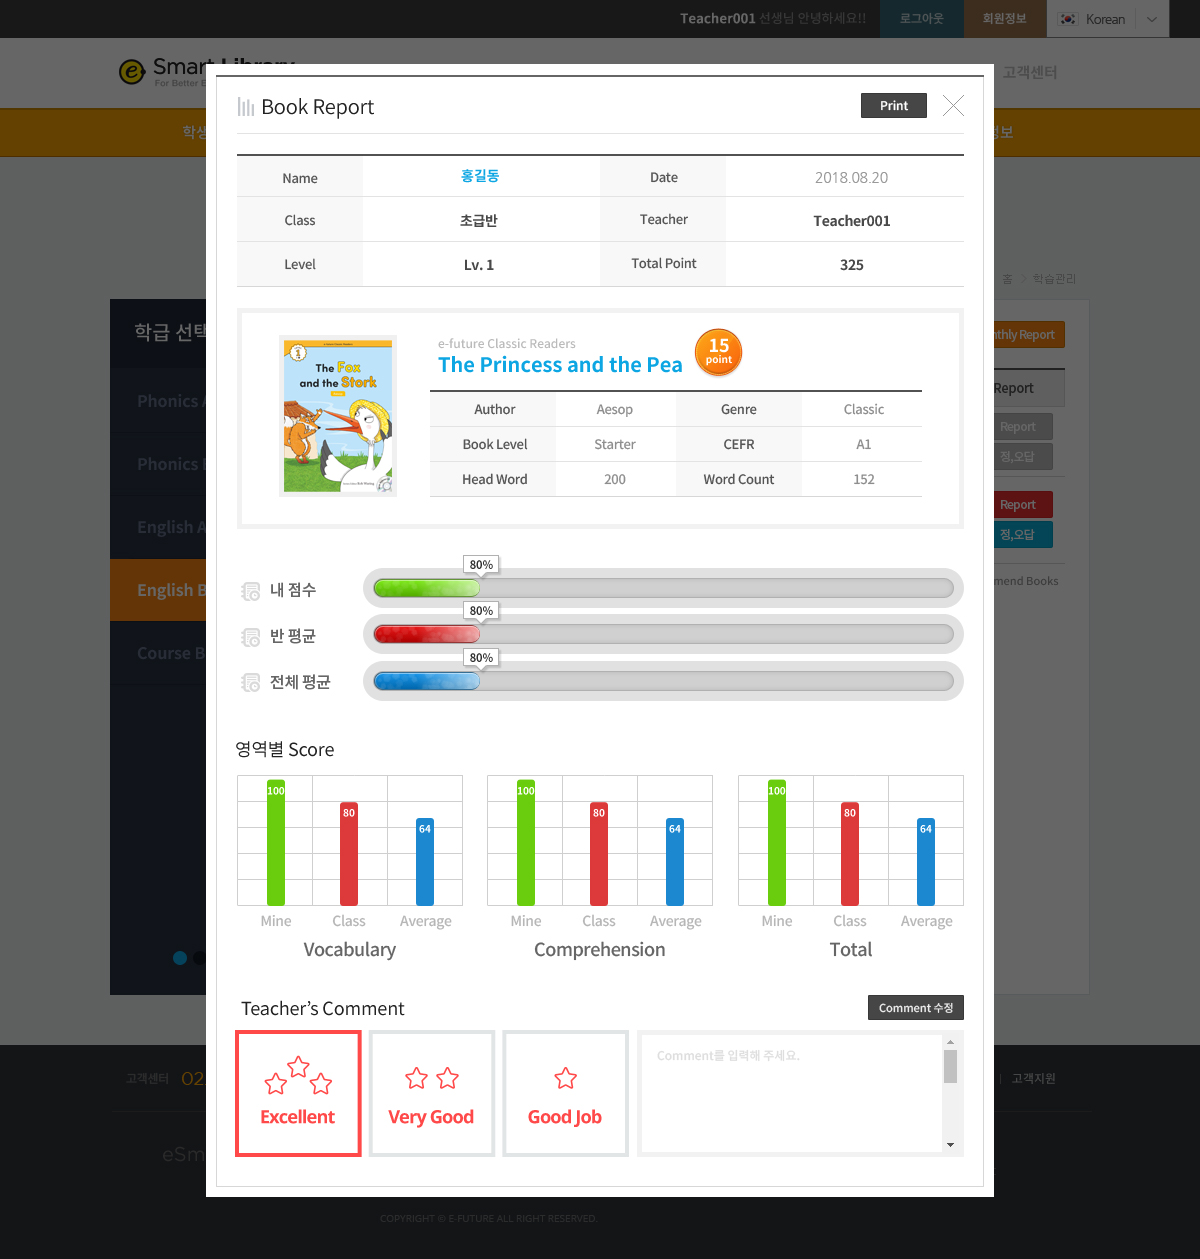 Teacher001 선생님 안녕하세요!!
로그아웃
회원정보
Korean
Smart Library
For Better E
고객센터
학생
정보
홈 > 학습관리
학급 선택
Phonics A
Phonics B
English A
English B
Course B
nthly Report
Report
Report
정,오답
Report
정,오답
mend Books
Book Report
Print
Name 홍길동 Date 2018.08.20
Class 초급반 Teacher Teacher001
Level Lv. 1 Total Point 325
The Fox
and the Stork
e-future Classic Readers
The Princess and the Pea
15
point
Author Aesop Genre Classic
Book Level Starter CEFR A1
Head Word 200 Word Count 152
80%
내 점수
80%
반 평균
80%
전체 평균
영역별 Score
100 80 64
Mine Class Average
Vocabulary
100 80 64
Mine Class Average
Comprehension
100 80 64
Mine Class Average
Total
Teacher’s Comment
Comment 수정
Excellent
Very Good
Good Job
Comment를 입력해 주세요.
고객센터 02
| 고객지원
eSm
COPYRIGHT © E-FUTURE ALL RIGHT RESERVED.